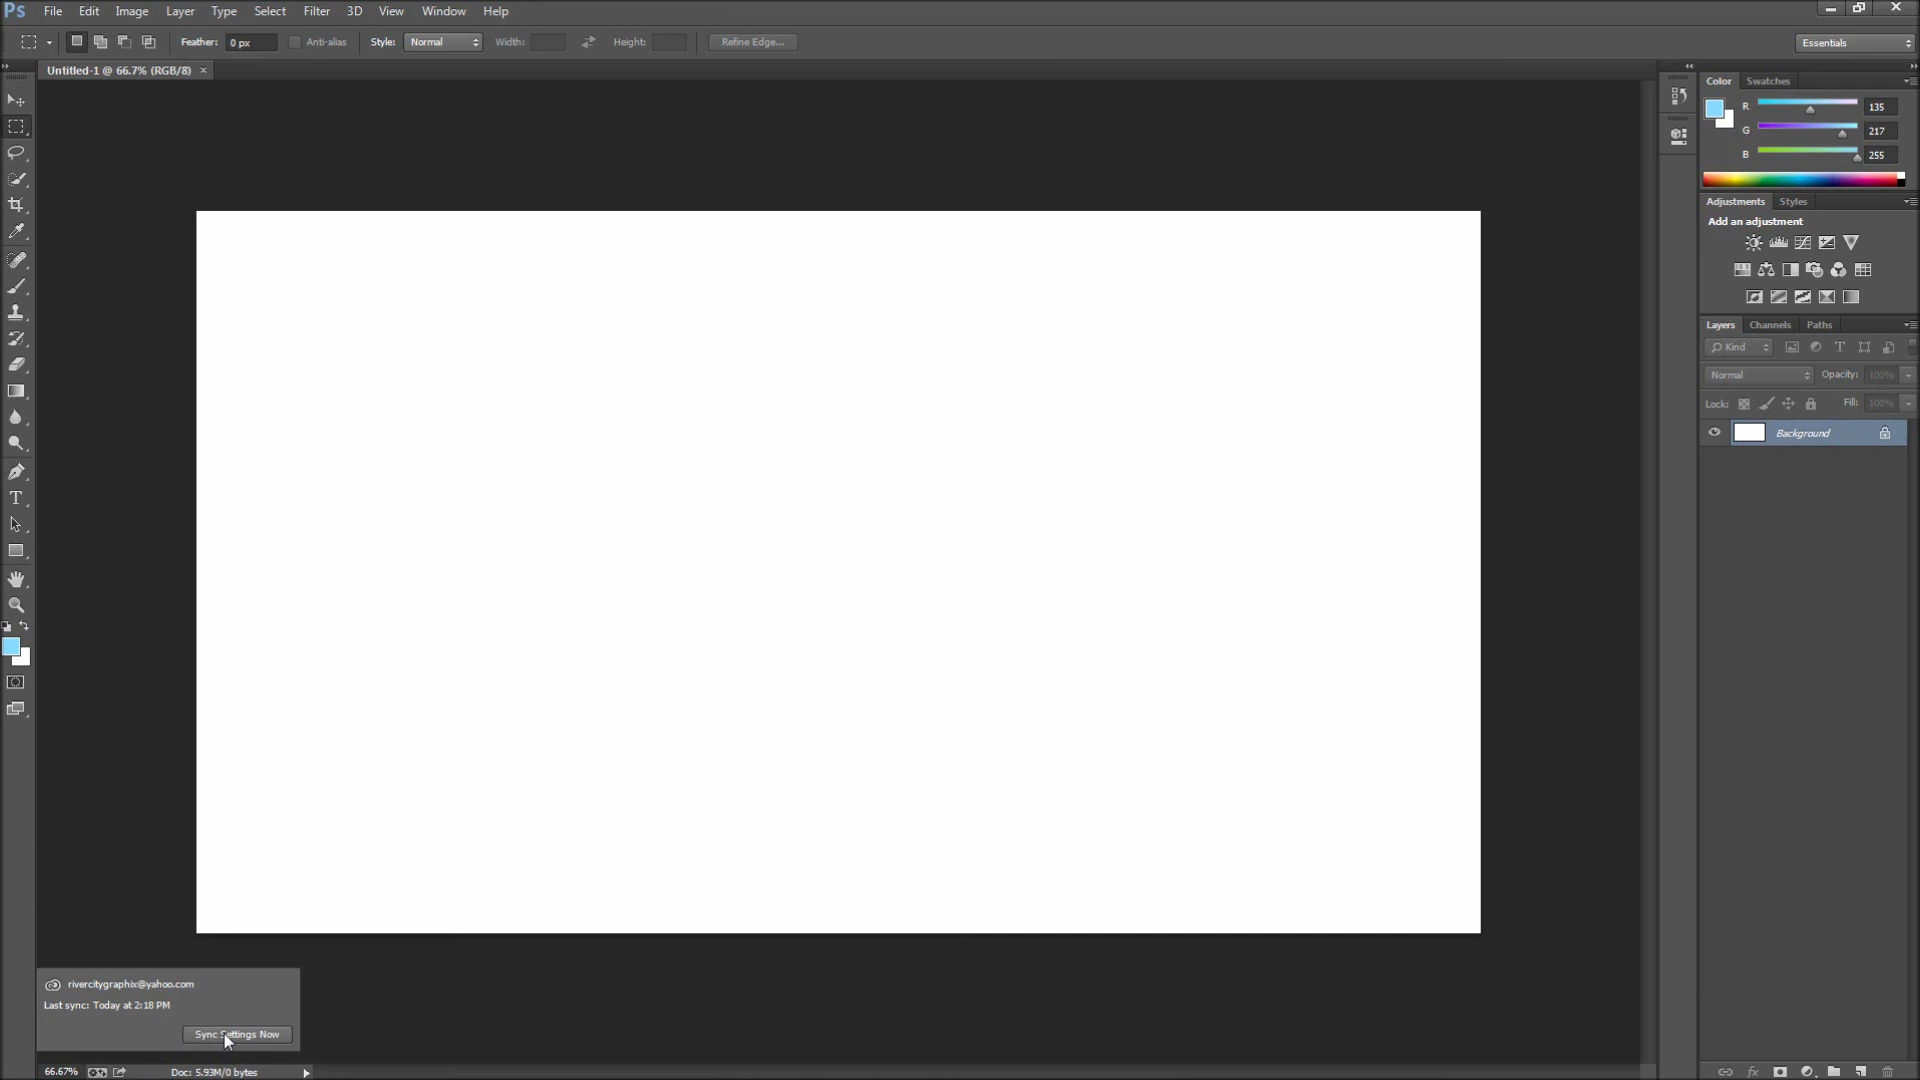 Ps File Edit Image Layer Type Select Filter 3D View Window Help
Feather: 0 px Anti-alias Style: Normal Width: Height: Refine Edge... Essentials
Untitled-1 @ 66.7% (RGB/8) ×
Color Swatches
R 135
G 217
B 255
Adjustments Styles
Add an adjustment
Layers Channels Paths
Kind T
Normal Opacity: 100%
Lock: Fill: 100%
Background
T
rivercitygraphix@yahoo.com
Last sync: Today at 2:18 PM
Sync Settings Now
66.67% Doc: 5.93M/0 bytes fx